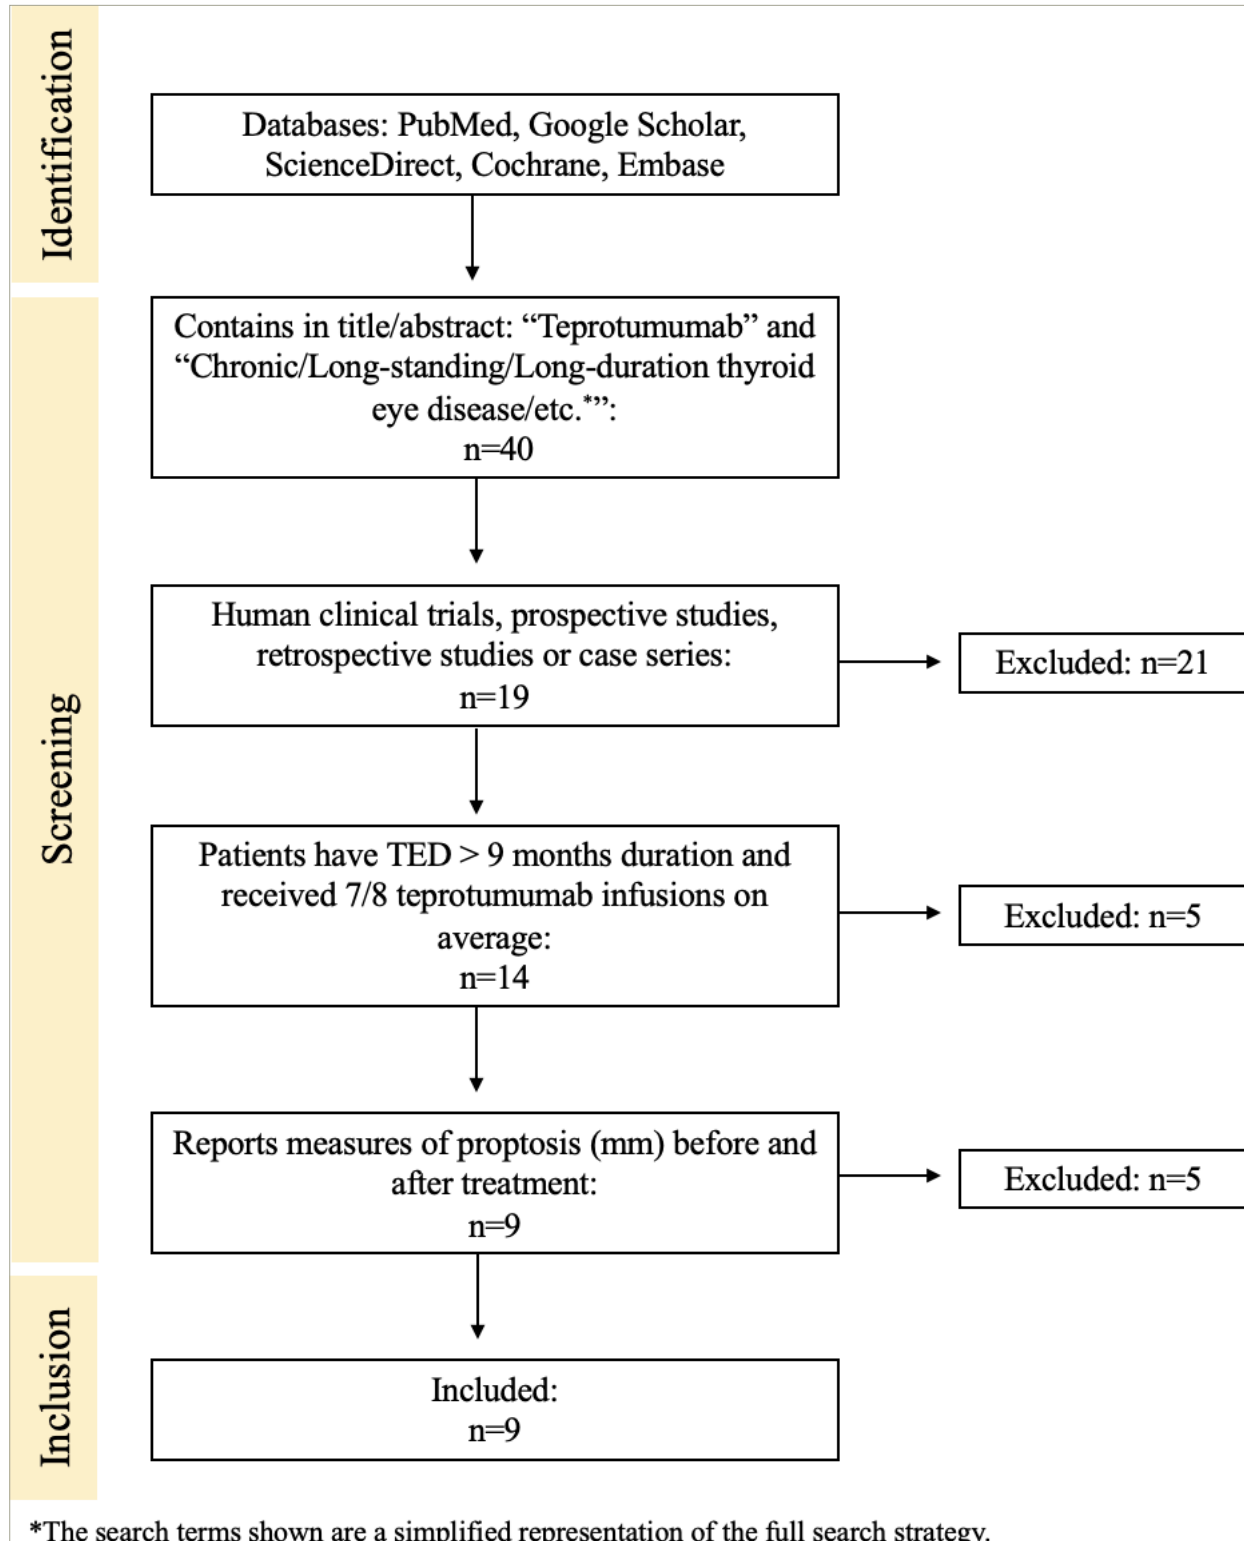 Identification
Databases: PubMed, Google Scholar,
ScienceDirect, Cochrane, Embase
Screening
Contains in title/abstract: “Teprotumumab” and
“Chronic/Long-standing/Long-duration thyroid
eye disease/etc.*”:
n=40
Human clinical trials, prospective studies,
retrospective studies or case series:
n=19
Excluded: n=21
Patients have TED > 9 months duration and
received 7/8 teprotumumab infusions on
average:
n=14
Excluded: n=5
Reports measures of proptosis (mm) before and
after treatment:
n=9
Excluded: n=5
Inclusion
Included:
n=9
*The search terms shown are a simplified representation of the full search strategy.